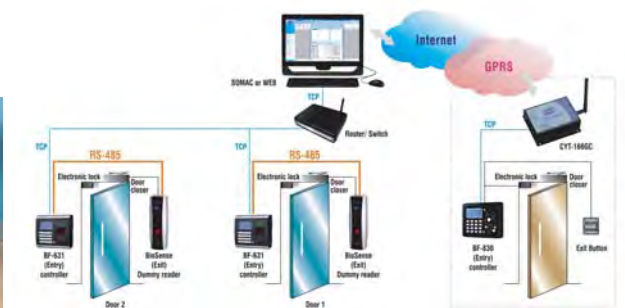 Internet
GPRS
SOMAC or WEB
TCP
Router/ Switch
TCP
CYT-166GC
TCP
RS-485
TCP
RS-485
Electronic lock
Door
closer
Electronic lock
Door
closer
Electronic lock
Door
closer
BF-631
(Entry)
controller
BioSense
(Exit)
Dummy reader
BF-631
(Entry)
controller
BioSense
(Exit)
Dummy reader
BF-830
(Entry)
controller
Exit Button
Door 2
Door 1